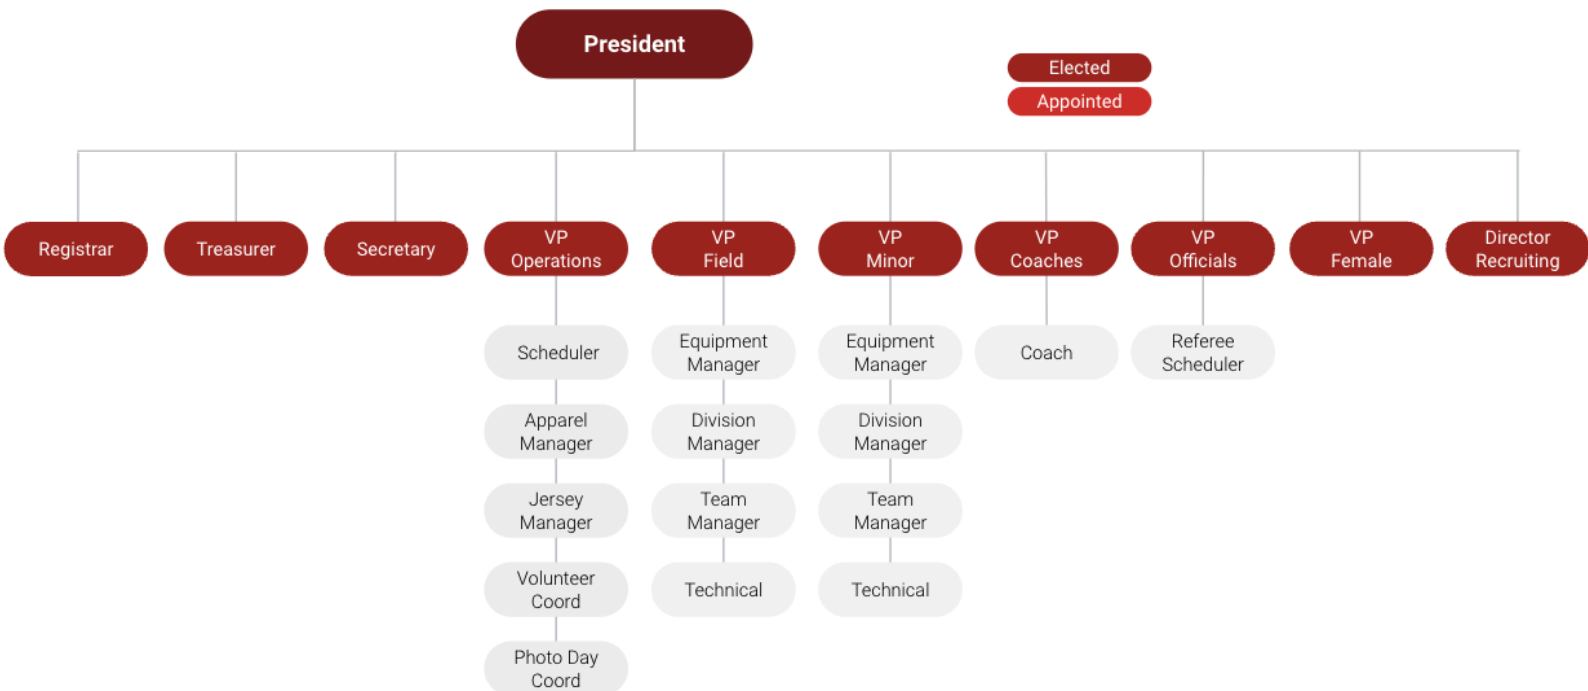 President
Elected
Appointed
Registrar
Treasurer
Secretary
VP
Operations
VP
Field
VP
Minor
VP
Coaches
VP
Officials
VP
Female
Director
Recruiting
Scheduler
Equipment
Manager
Equipment
Manager
Coach
Referee
Scheduler
Apparel
Manager
Division
Manager
Division
Manager
Jersey
Manager
Team
Manager
Team
Manager
Volunteer
Coord
Technical
Technical
Photo Day
Coord